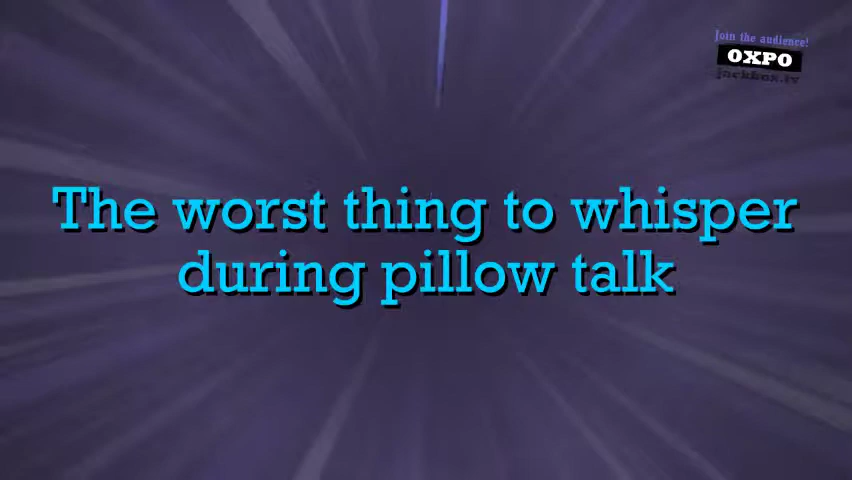 Join the audience!
OXPO
jackbox.tv
The worst thing to whisper
during pillow talk